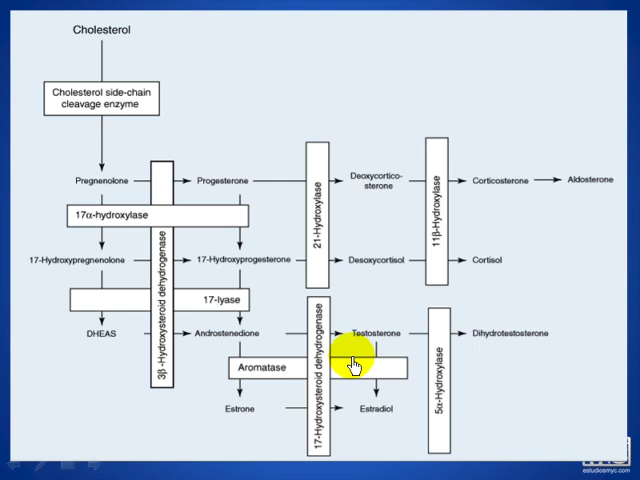 Cholesterol
Cholesterol side-chain
cleavage enzyme
Pregnenolone
Progesterone
Deoxycortico-
sterone
Corticosterone
Aldosterone
17α-hydroxylase
21-Hydroxylase
11β-Hydroxylase
3β -Hydroxysteroid dehydrogenase
17-Hydroxypregnenolone
17-Hydroxyprogesterone
Desoxycortisol
Cortisol
17-lyase
DHEAS
Androstenedione
17-Hydroxysteroid dehydrogenase
Testosterone
Dihydrotestosterone
Aromatase
5α-Hydroxylase
Estrone
Estradiol
estudiosmyc.com